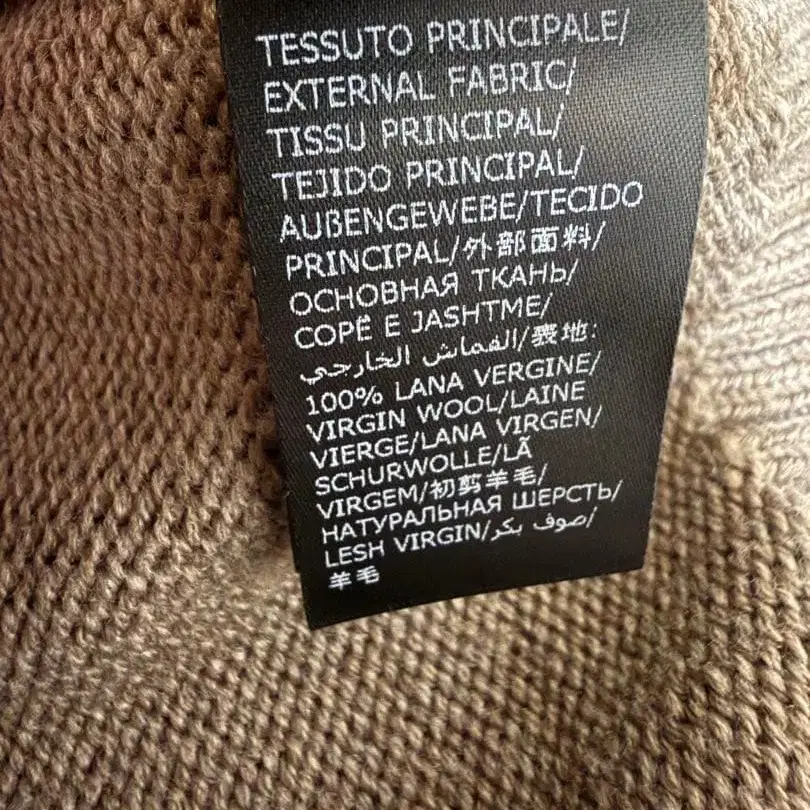 TESSUTO PRINCIPALE/
EXTERNAL FABRIC/
TISSU PRINCIPAL/
TEJIDO PRINCIPAL/
AUßENGEWEBE/TECIDO
PRINCIPAL/外部面料/
ОСНОВНАЯ ТКАНЬ/
COPË E JASHTME/
القماش الخارجي/表地:
100% LANA VERGINE/
VIRGIN WOOL/LAINE
VIERGE/LANA VIRGEN/
SCHURWOLLE/LÃ
VIRGEM/初剪羊毛/
НАТУРАЛЬНАЯ ШЕРСТЬ/
LESH VIRGIN/صوف بكر/
羊毛